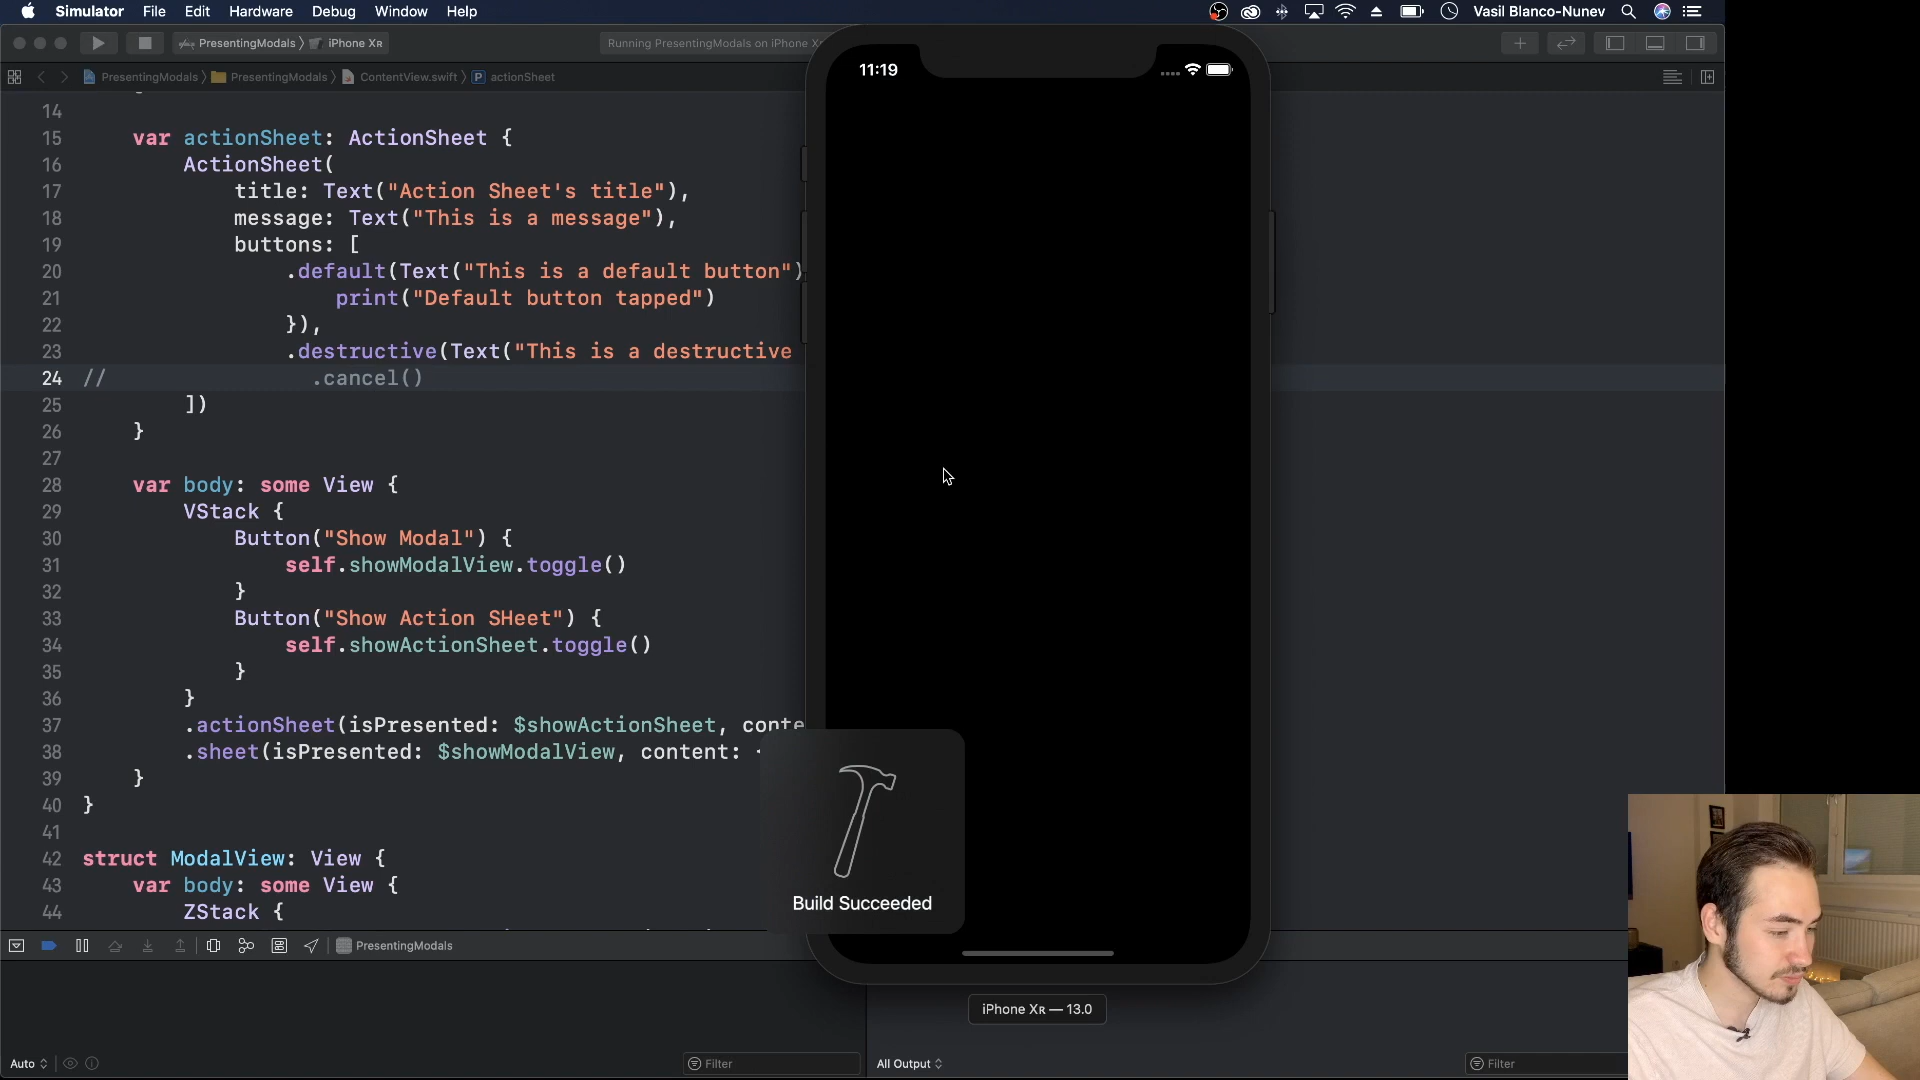 Simulator File Edit Hardware Debug Window Help Vasil Blanco-Nunev
PresentingModals iPhone XR Running PresentingModals on iPhone X
PresentingModals PresentingModals ContentView.swift P actionSheet
11:19
14
15 var actionSheet: ActionSheet {
16 ActionSheet(
17 title: Text("Action Sheet's title"),
18 message: Text("This is a message"),
19 buttons: [
20 .default(Text("This is a default button")
21 print("Default button tapped")
22 }),
23 .destructive(Text("This is a destructive
24 // .cancel()
25 ])
26 }
27
28 var body: some View {
29 VStack {
30 Button("Show Modal") {
31 self.showModalView.toggle()
32 }
33 Button("Show Action SHeet") {
34 self.showActionSheet.toggle()
35 }
36 }
37 .actionSheet(isPresented: $showActionSheet, conte
38 .sheet(isPresented: $showModalView, content:
39 }
40 }
41
42 struct ModalView: View {
43 var body: some View {
44 ZStack {
Build Succeeded
PresentingModals
iPhone XR — 13.0
Auto Filter All Output Filter